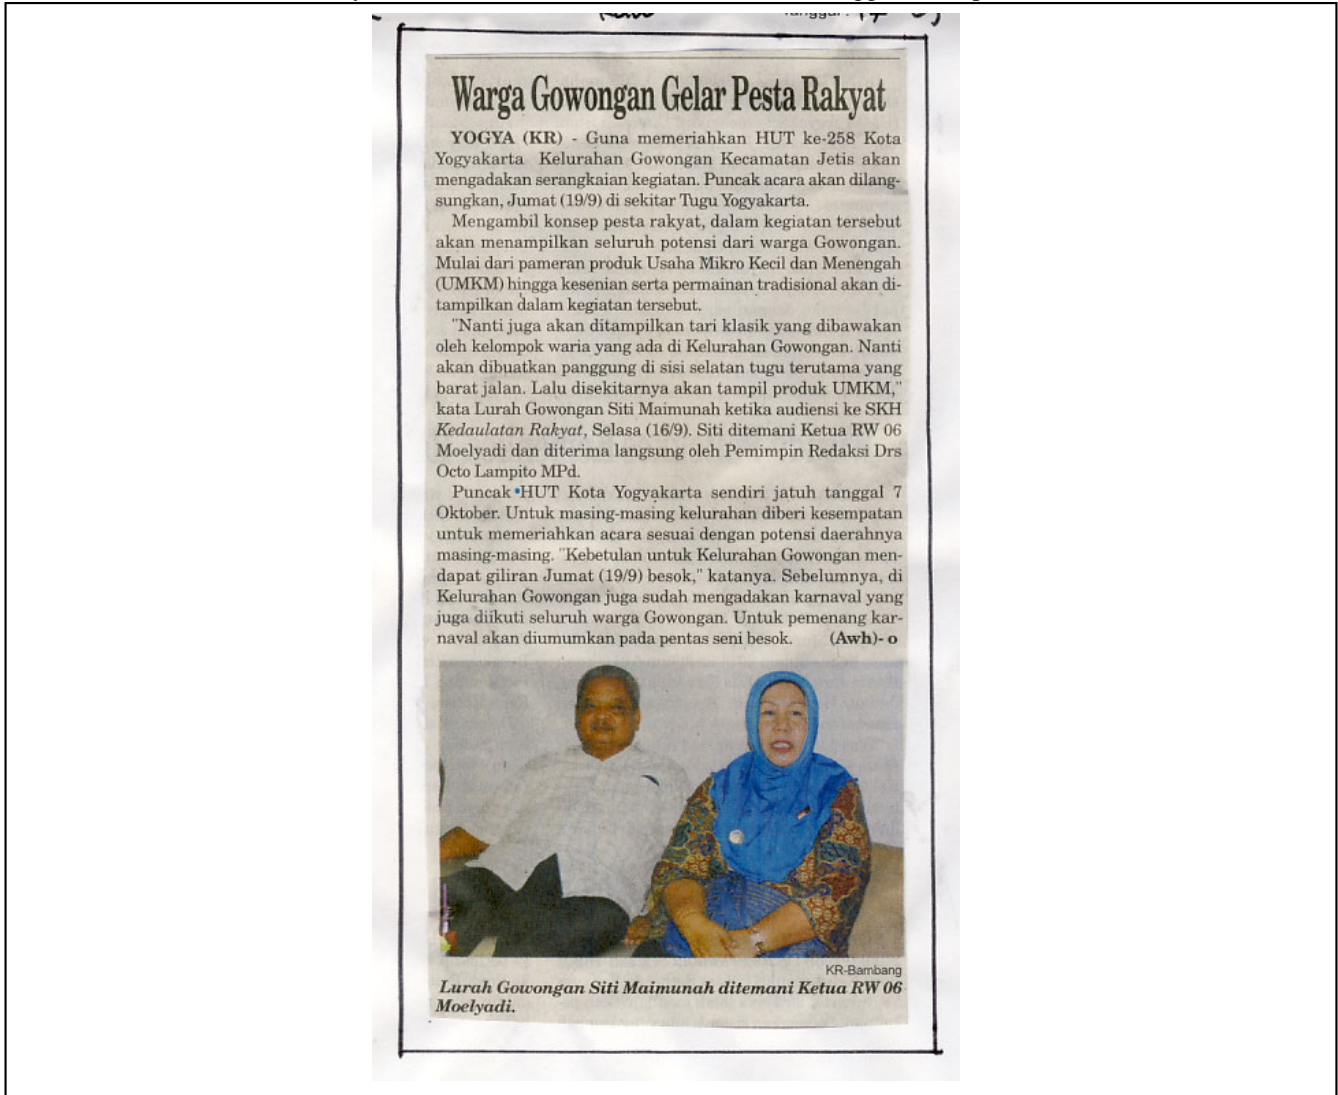 Warga Gowongan Gelar Pesta Rakyat
YOGYA (KR) - Guna memeriahkan HUT ke-258 Kota
Yogyakarta Kelurahan Gowongan Kecamatan Jetis akan
mengadakan serangkaian kegiatan. Puncak acara akan dilang-
sungkan, Jumat (19/9) di sekitar Tugu Yogyakarta.
Mengambil konsep pesta rakyat, dalam kegiatan tersebut
akan menampilkan seluruh potensi dari warga Gowongan.
Mulai dari pameran produk Usaha Mikro Kecil dan Menengah
(UMKM) hingga kesenian serta permainan tradisional akan di-
tampilkan dalam kegiatan tersebut.
"Nanti juga akan ditampilkan tari klasik yang dibawakan
oleh kelompok waria yang ada di Kelurahan Gowongan. Nanti
akan dibuatkan panggung di sisi selatan tugu terutama yang
barat jalan. Lalu disekitarnya akan tampil produk UMKM,"
kata Lurah Gowongan Siti Maimunah ketika audiensi ke SKH
Kedaulatan Rakyat, Selasa (16/9). Siti ditemani Ketua RW 06
Moelyadi dan diterima langsung oleh Pemimpin Redaksi Drs
Octo Lampito MPd.
Puncak HUT Kota Yogyakarta sendiri jatuh tanggal 7
Oktober. Untuk masing-masing kelurahan diberi kesempatan
untuk memeriahkan acara sesuai dengan potensi daerahnya
masing-masing. "Kebetulan untuk Kelurahan Gowongan men-
dapat giliran Jumat (19/9) besok," katanya. Sebelumnya, di
Kelurahan Gowongan juga sudah mengadakan karnaval yang
juga diikuti seluruh warga Gowongan. Untuk pemenang kar-
naval akan diumumkan pada pentas seni besok. (Awh)- o
KR-Bambang
Lurah Gowongan Siti Maimunah ditemani Ketua RW 06
Moelyadi.